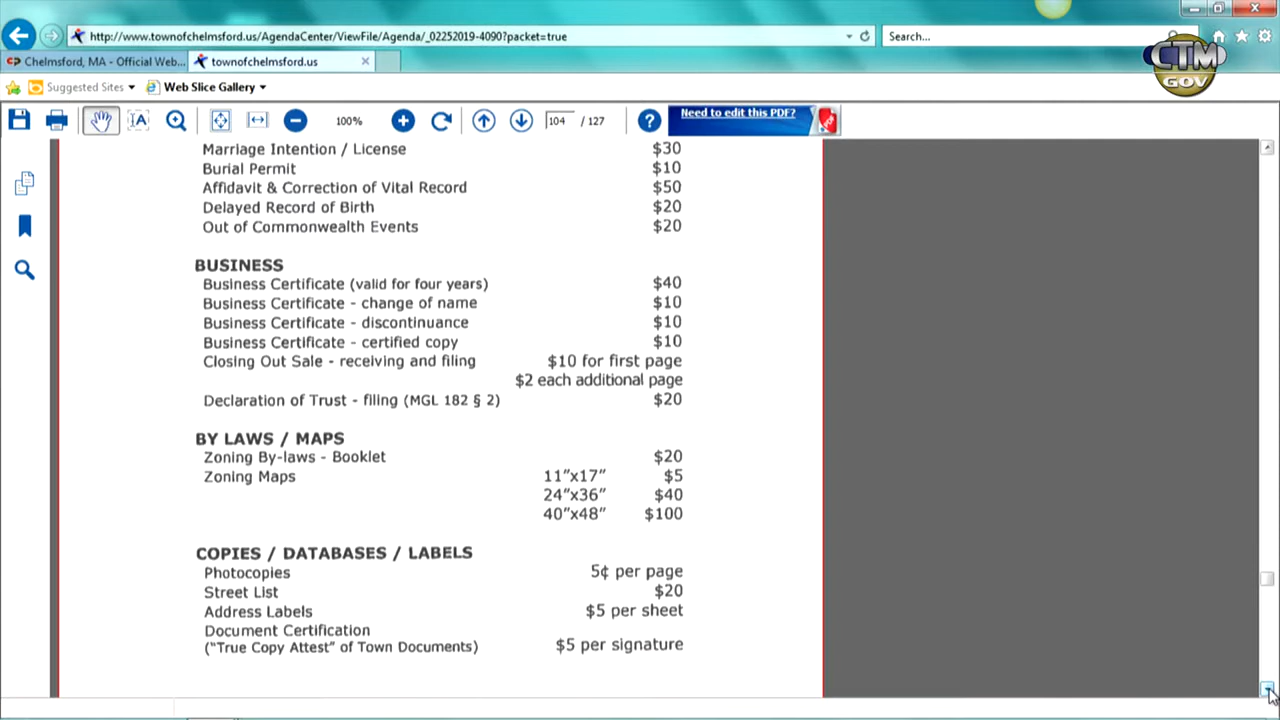 http://www.townofchelmsford.us/AgendaCenter/ViewFile/Agenda/_02252019-4090?packet=true
Search...
Chelmsford, MA - Official Web...
townofchelmsford.us
CTM
GOV
Suggested Sites
Web Slice Gallery
100%
104 / 127
Need to edit this PDF?
Marriage Intention / License $30
Burial Permit $10
Affidavit & Correction of Vital Record $50
Delayed Record of Birth $20
Out of Commonwealth Events $20
BUSINESS
Business Certificate (valid for four years) $40
Business Certificate - change of name $10
Business Certificate - discontinuance $10
Business Certificate - certified copy $10
Closing Out Sale - receiving and filing $10 for first page
$2 each additional page
Declaration of Trust - filing (MGL 182 § 2) $20
BY LAWS / MAPS
Zoning By-laws - Booklet $20
Zoning Maps 11"x17" $5
24"x36" $40
40"x48" $100
COPIES / DATABASES / LABELS
Photocopies 5¢ per page
Street List $20
Address Labels $5 per sheet
Document Certification
("True Copy Attest" of Town Documents) $5 per signature